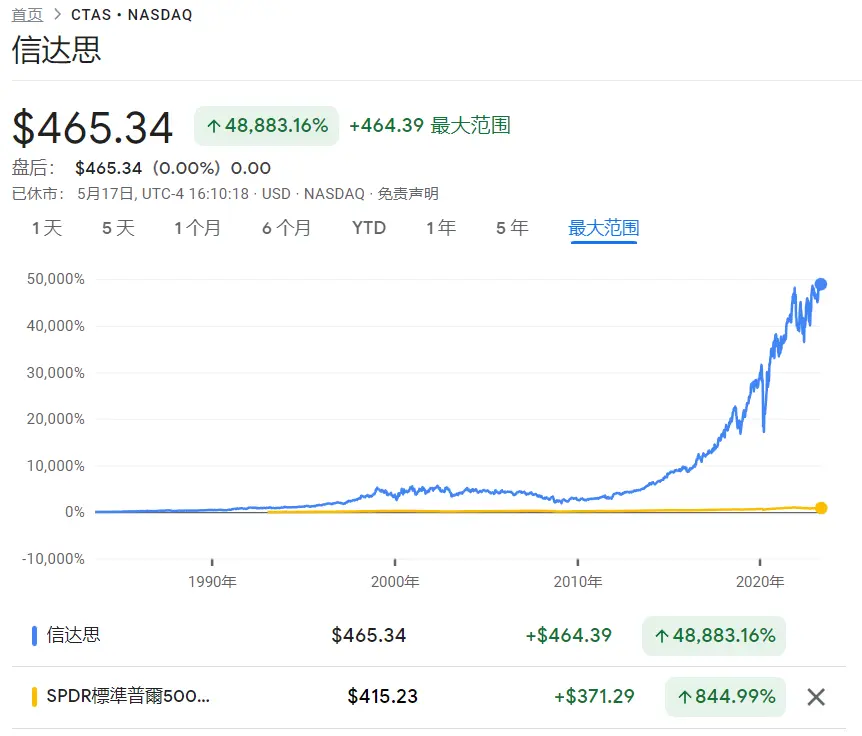 首页 > CTAS • NASDAQ
信达思
$465.34 ↑ 48,883.16% +464.39 最大范围
盘后： $465.34 (0.00%) 0.00
已休市： 5月17日, UTC-4 16:10:18 · USD · NASDAQ · 免责声明
1天 5天 1个月 6个月 YTD 1年 5年 最大范围
50,000%
40,000%
30,000%
20,000%
10,000%
0%
-10,000%
1990年 2000年 2010年 2020年
信达思 $465.34 +$464.39 ↑ 48,883.16%
SPDR標準普爾500... $415.23 +$371.29 ↑ 844.99%